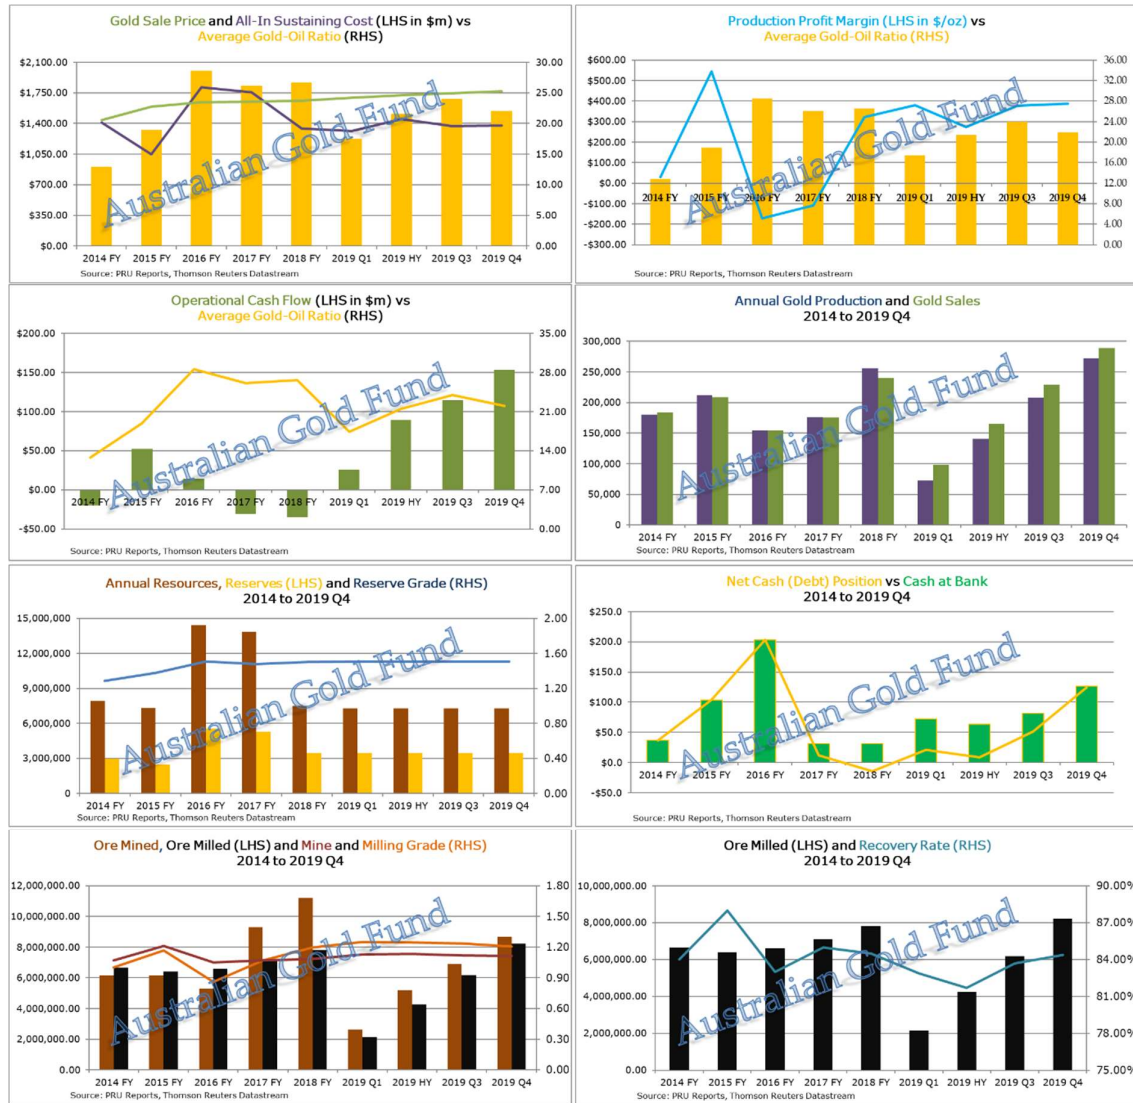 Gold Sale Price and All-In Sustaining Cost (LHS in $m) vs
Average Gold-Oil Ratio (RHS)
$2,100.00
$1,750.00
$1,400.00
$1,050.00
$700.00
$350.00
$0.00
30.00
25.00
20.00
15.00
10.00
5.00
0.00
2014 FY 2015 FY 2016 FY 2017 FY 2018 FY 2019 Q1 2019 HY 2019 Q3 2019 Q4
Source: PRU Reports, Thomson Reuters Datastream
Australian Gold Fund
Production Profit Margin (LHS in $/oz) vs
Average Gold-Oil Ratio (RHS)
$600.00
$500.00
$400.00
$300.00
$200.00
$100.00
$0.00
-$100.00
-$200.00
-$300.00
36.00
32.00
28.00
24.00
20.00
16.00
12.00
8.00
4.00
0.00
2014 FY 2015 FY 2016 FY 2017 FY 2018 FY 2019 Q1 2019 HY 2019 Q3 2019 Q4
Source: PRU Reports, Thomson Reuters Datastream
Australian Gold Fund
Operational Cash Flow (LHS in $m) vs
Average Gold-Oil Ratio (RHS)
$200.00
$150.00
$100.00
$50.00
$0.00
-$50.00
35.00
28.00
21.00
14.00
7.00
0.00
2014 FY 2015 FY 2016 FY 2017 FY 2018 FY 2019 Q1 2019 HY 2019 Q3 2019 Q4
Source: PRU Reports, Thomson Reuters Datastream
Australian Gold Fund
Annual Gold Production and Gold Sales
2014 to 2019 Q4
300,000
250,000
200,000
150,000
100,000
50,000
0
2014 FY 2015 FY 2016 FY 2017 FY 2018 FY 2019 Q1 2019 HY 2019 Q3 2019 Q4
Source: PRU Reports, Thomson Reuters Datastream
Australian Gold Fund
Annual Resources, Reserves (LHS) and Reserve Grade (RHS)
2014 to 2019 Q4
15,000,000
12,000,000
9,000,000
6,000,000
3,000,000
0
2.00
1.60
1.20
0.80
0.40
0.00
2014 FY 2015 FY 2016 FY 2017 FY 2018 FY 2019 Q1 2019 HY 2019 Q3 2019 Q4
Source: PRU Reports, Thomson Reuters Datastream
Australian Gold Fund
Net Cash (Debt) Position vs Cash at Bank
2014 to 2019 Q4
$250.0
$200.0
$150.0
$100.0
$50.0
$0.0
-$50.0
2014 FY 2015 FY 2016 FY 2017 FY 2018 FY 2019 Q1 2019 HY 2019 Q3 2019 Q4
Source: PRU Reports, Thomson Reuters Datastream
Australian Gold Fund
Ore Mined, Ore Milled (LHS) and Mine and Milling Grade (RHS)
2014 to 2019 Q4
12,000,000.00
10,000,000.00
8,000,000.00
6,000,000.00
4,000,000.00
2,000,000.00
0.00
1.80
1.50
1.20
0.90
0.60
0.30
0.00
2014 FY 2015 FY 2016 FY 2017 FY 2018 FY 2019 Q1 2019 HY 2019 Q3 2019 Q4
Source: PRU Reports, Thomson Reuters Datastream
Australian Gold Fund
Ore Milled (LHS) and Recovery Rate (RHS)
2014 to 2019 Q4
10,000,000.00
8,000,000.00
6,000,000.00
4,000,000.00
2,000,000.00
0.00
90.00%
87.00%
84.00%
81.00%
78.00%
75.00%
2014 FY 2015 FY 2016 FY 2017 FY 2018 FY 2019 Q1 2019 HY 2019 Q3 2019 Q4
Source: PRU Reports, Thomson Reuters Datastream
Australian Gold Fund